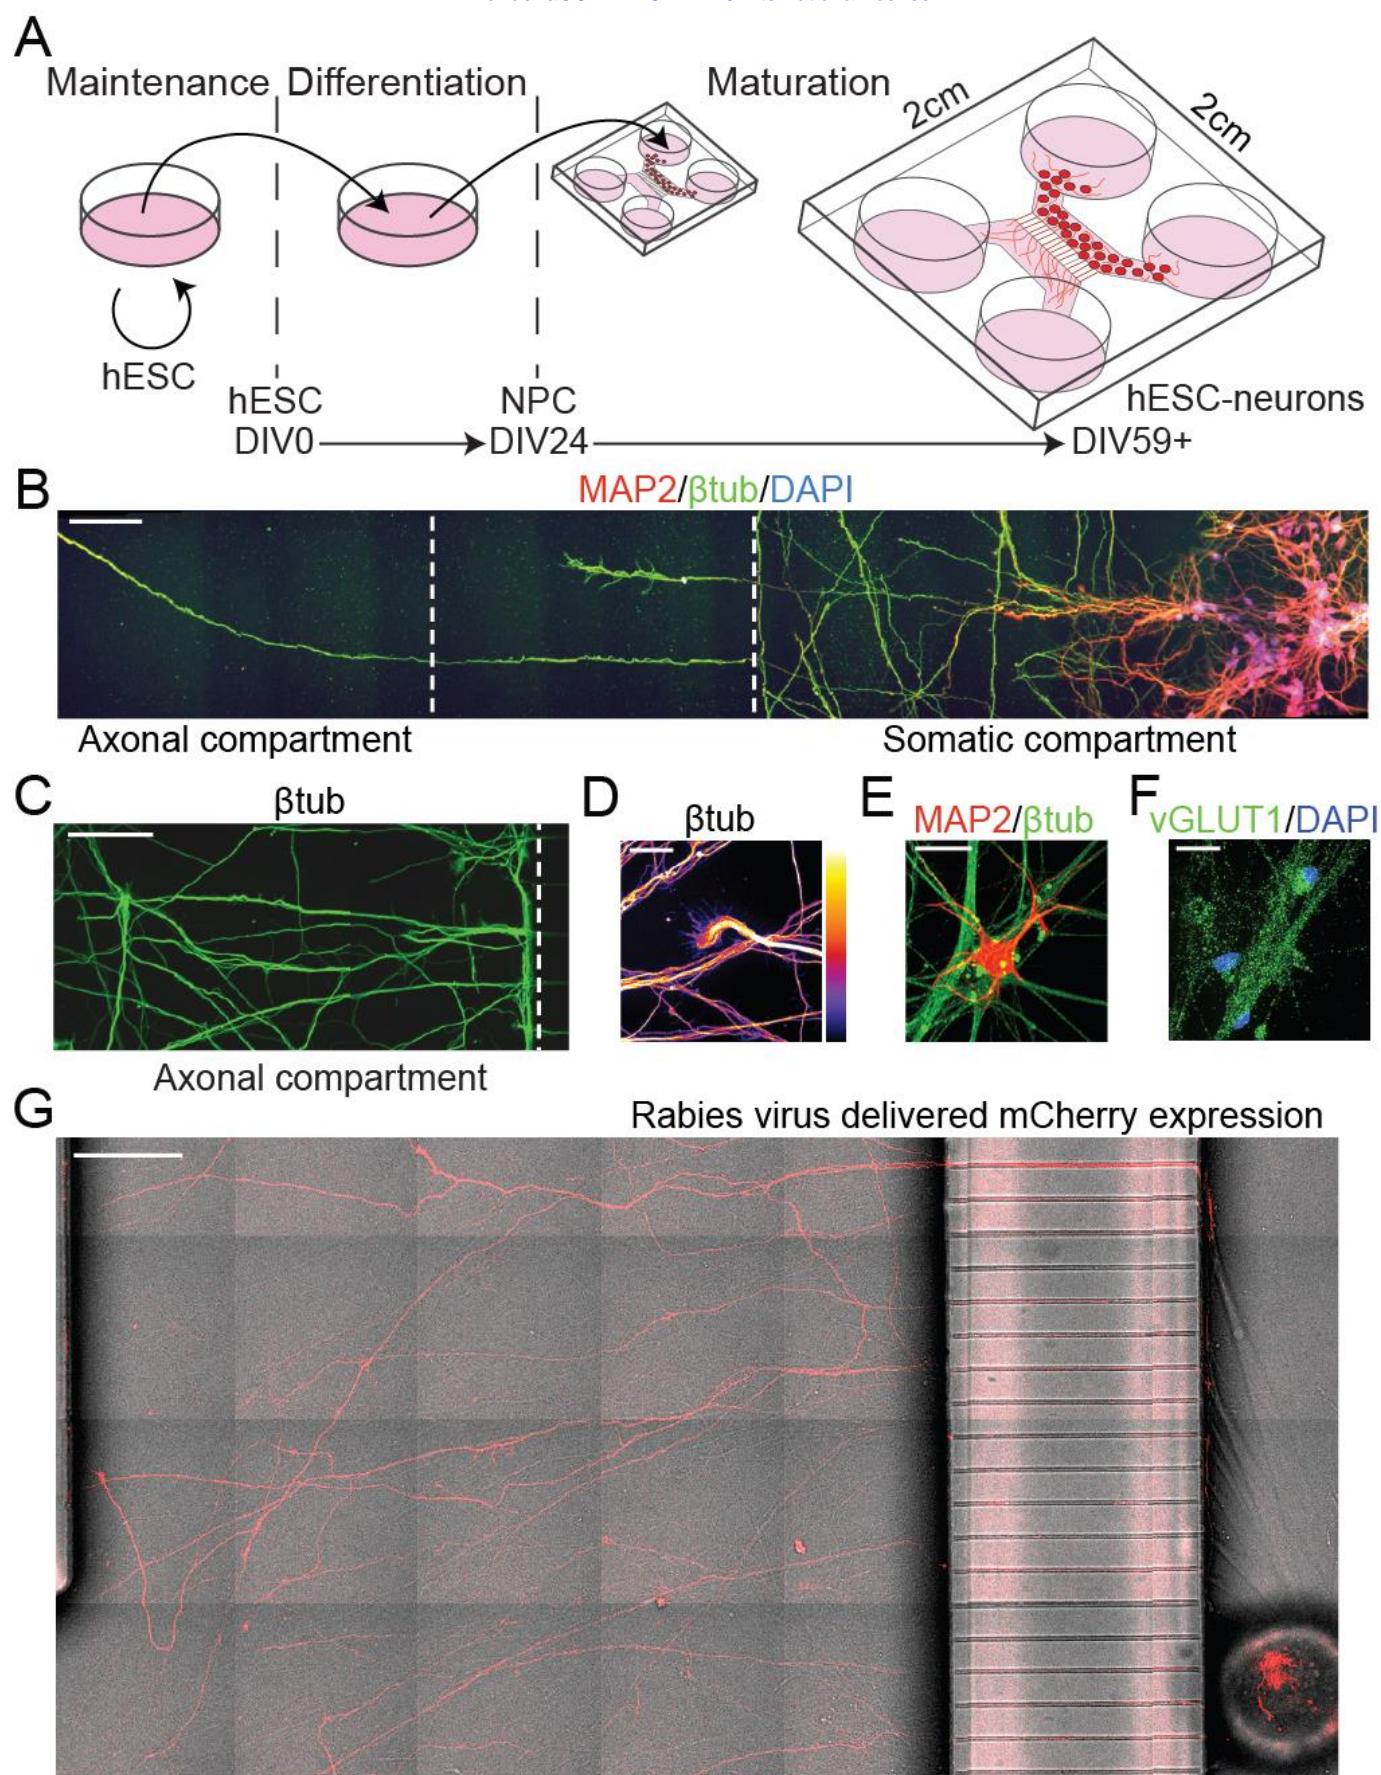 A
Maintenance
Differentiation
Maturation
2cm
2cm
hESC
hESC
DIV0
NPC
DIV24
hESC-neurons
DIV59+
B
MAP2/βtub/DAPI
Axonal compartment
Somatic compartment
C
βtub
Axonal compartment
D
βtub
E
MAP2/βtub
F
vGLUT1/DAPI
G
Rabies virus delivered mCherry expression